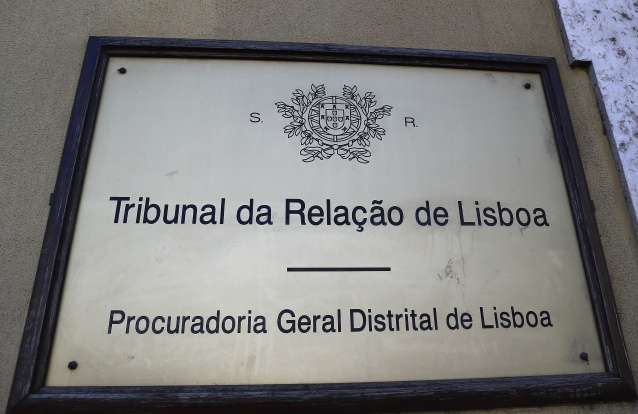 S. R.
Tribunal da Relação de Lisboa
Procuradoria Geral Distrital de Lisboa